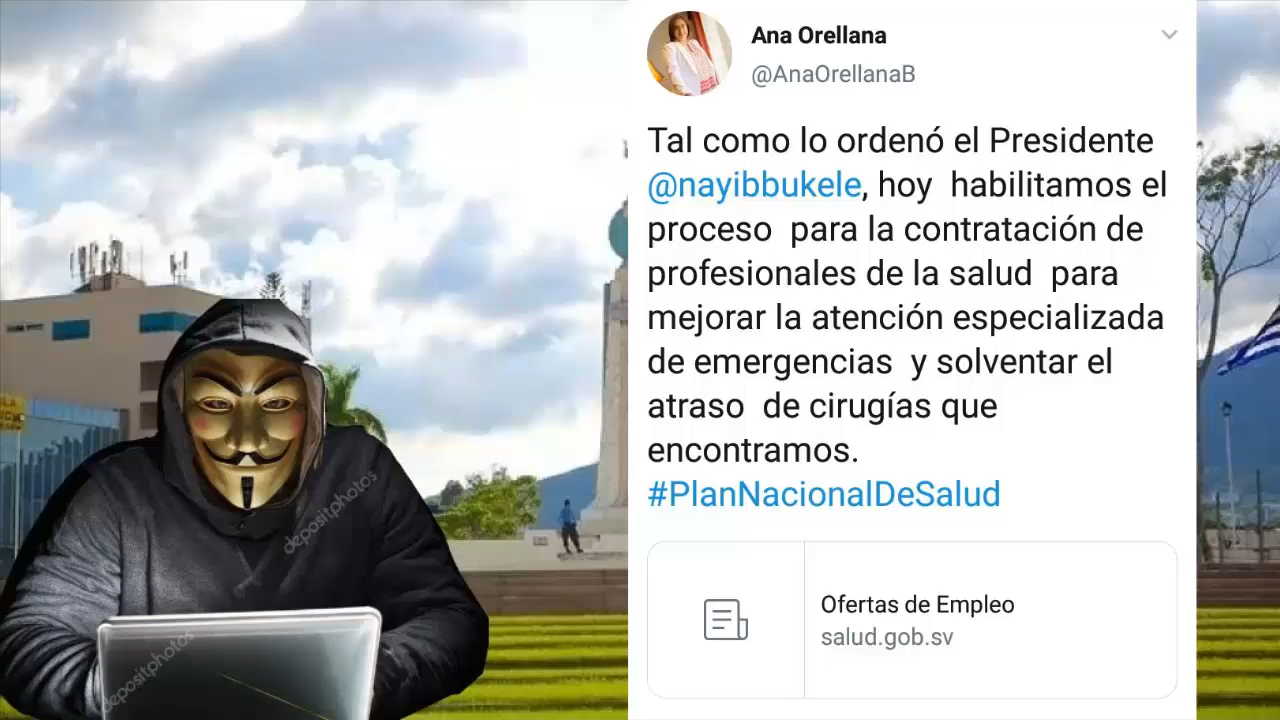 Ana Orellana
@AnaOrellanaB
Tal como lo ordenó el Presidente
@nayibbukele, hoy habilitamos el
proceso para la contratación de
profesionales de la salud para
mejorar la atención especializada
de emergencias y solventar el
atraso de cirugías que
encontramos.
#PlanNacionalDeSalud
Ofertas de Empleo
salud.gob.sv
depositphotos
depositphotos